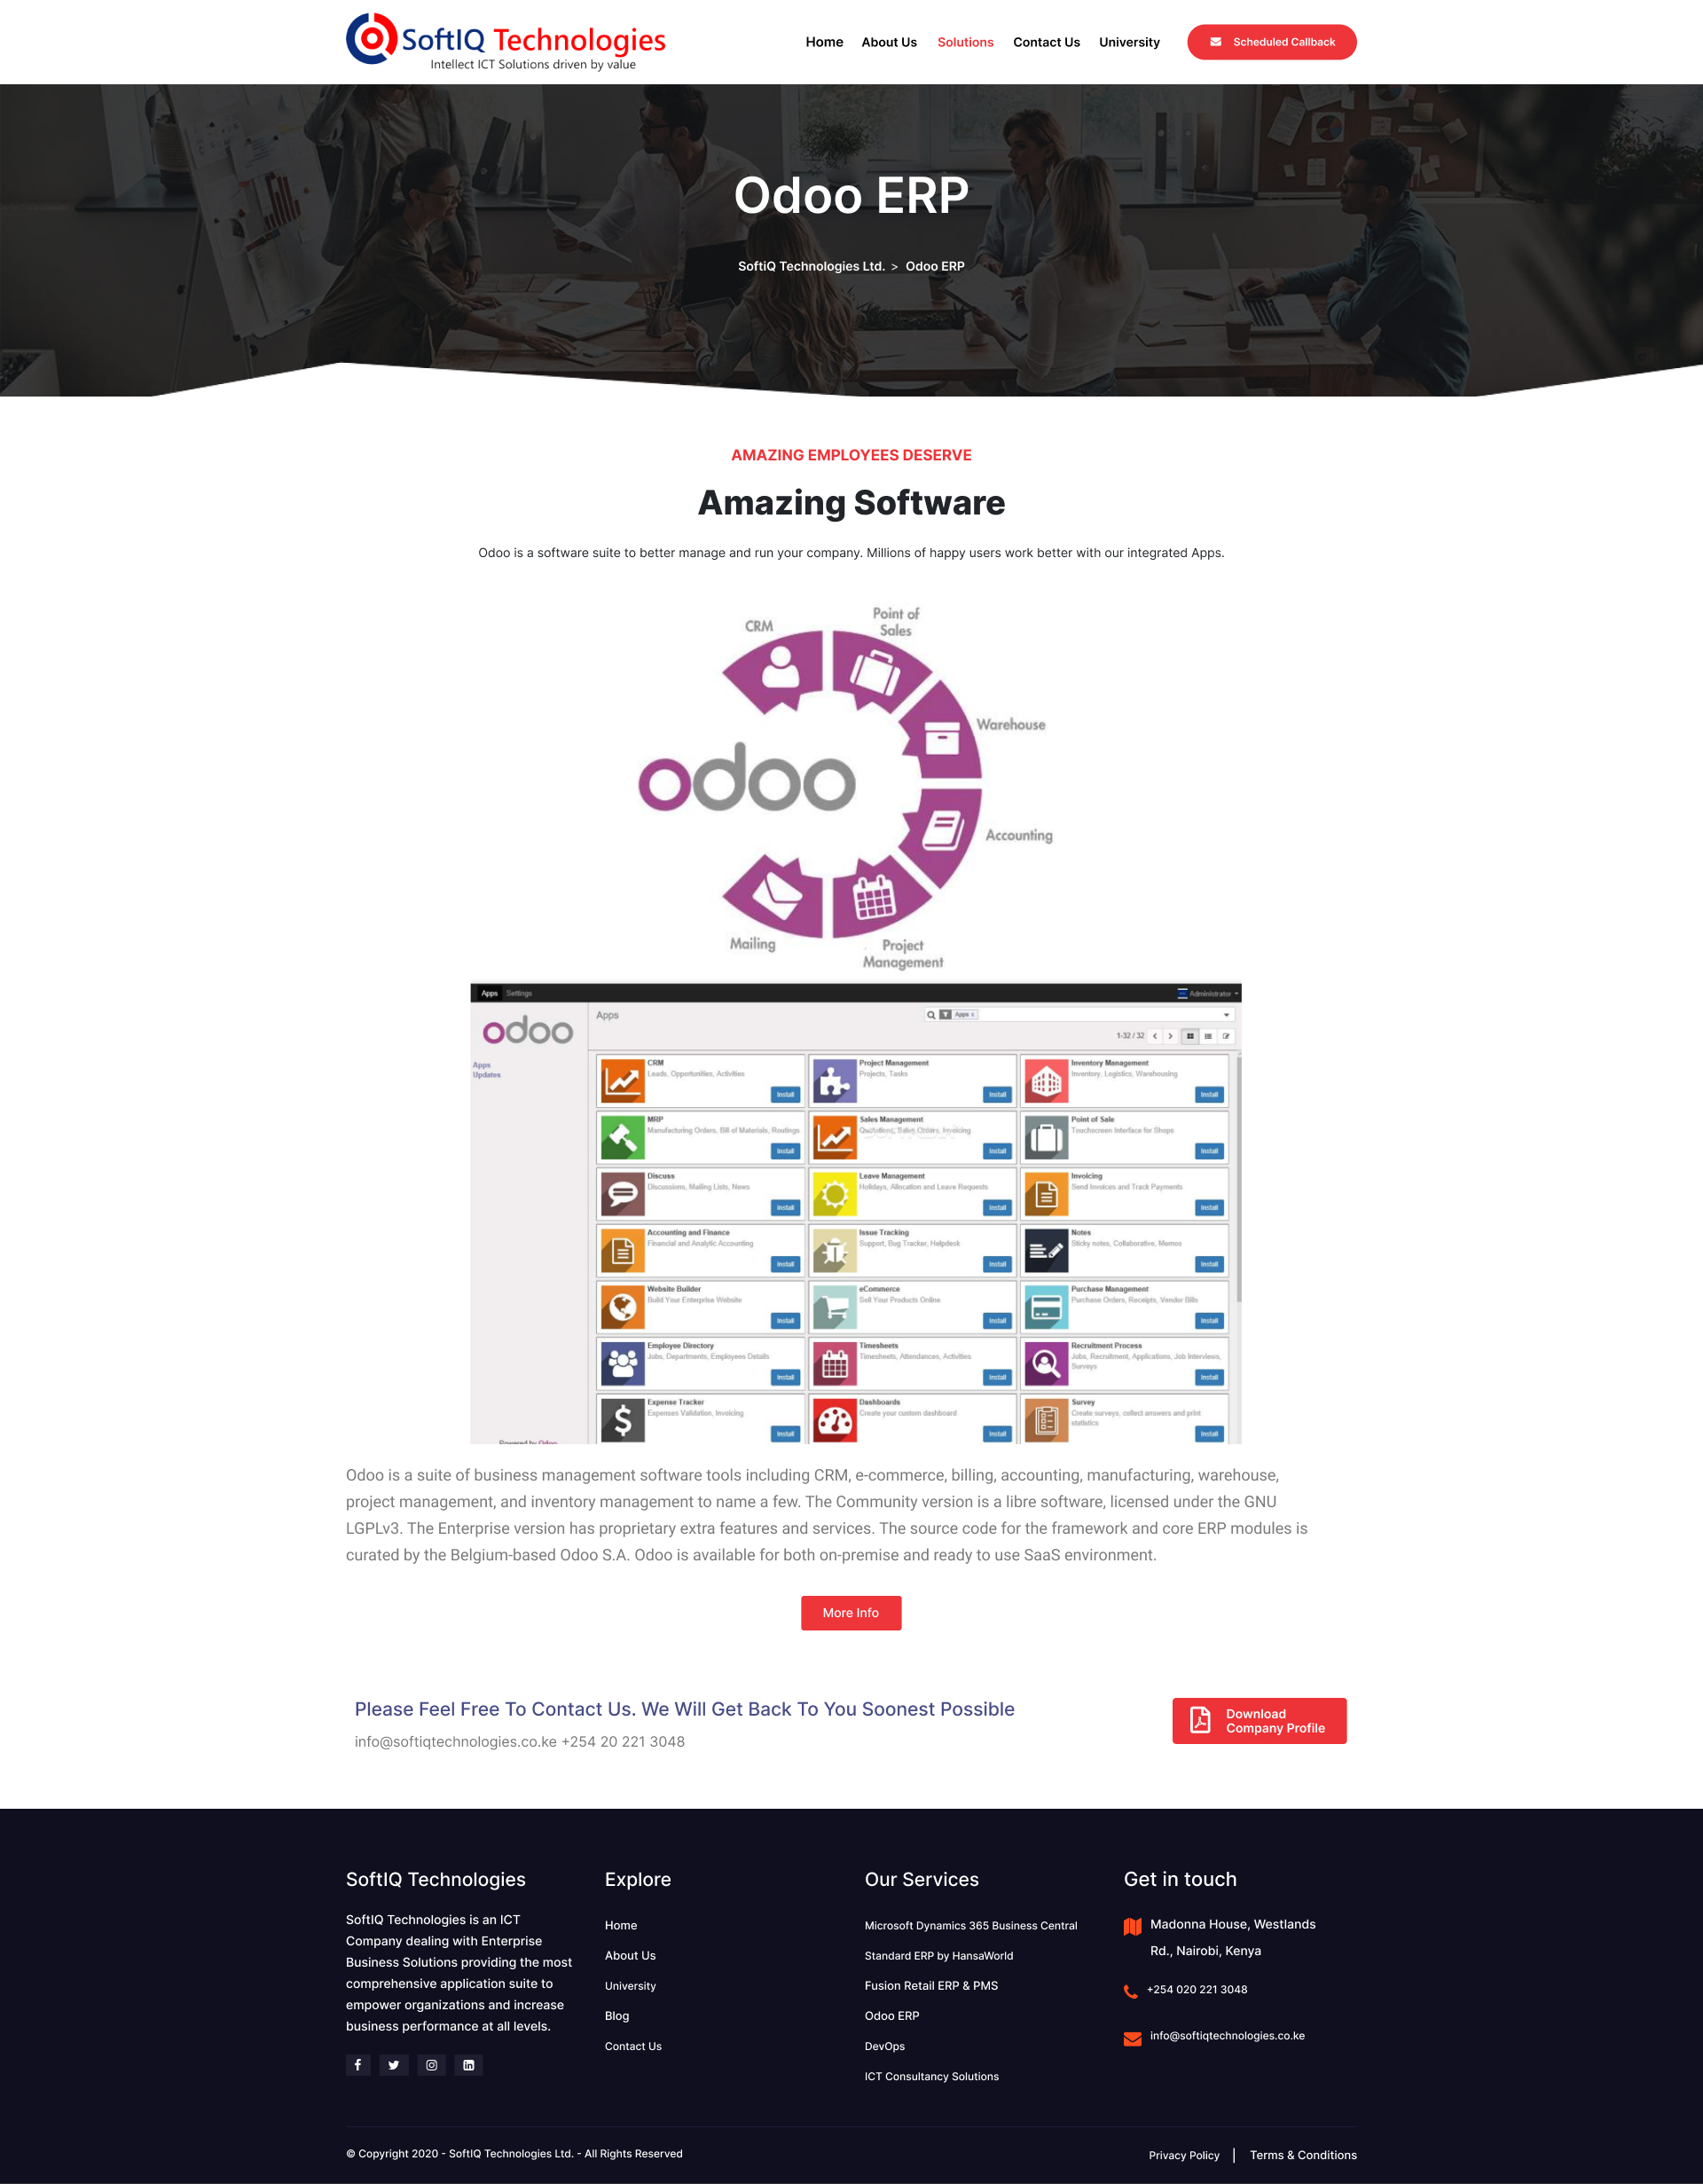 SoftIQ Technologies
Intellect ICT Solutions driven by value
Home
About Us
Solutions
Contact Us
University
Scheduled Callback
Odoo ERP
SoftiQ Technologies Ltd. > Odoo ERP
AMAZING EMPLOYEES DESERVE
Amazing Software
Odoo is a software suite to better manage and run your company. Millions of happy users work better with our integrated Apps.
CRM
Point of
Sales
Warehouse
odoo
Accounting
Mailing
Project
Management
Apps Settings
Administrator
odoo
Apps
Apps x
1-32 / 32
Apps
Updates
CRM
Leads, Opportunities, Activities
Install
Project Management
Projects, Tasks
Install
Inventory Management
Inventory, Logistics, Warehousing
Install
MRP
Manufacturing Orders, Bill of Materials, Routings
Install
Sales Management
Quotations, Sales Orders, Invoicing
Install
Point of Sale
Touchscreen Interface for Shops
Install
Discuss
Discussions, Mailing Lists, News
Install
Leave Management
Holidays, Allocation and Leave Requests
Install
Invoicing
Send Invoices and Track Payments
Install
Accounting and Finance
Financial and Analytic Accounting
Install
Issue Tracking
Support, Bug Tracker, Helpdesk
Install
Notes
Sticky notes, Collaborative, Memos
Install
Website Builder
Build Your Enterprise Website
Install
eCommerce
Sell Your Products Online
Install
Purchase Management
Purchase Orders, Receipts, Vendor Bills
Install
Employee Directory
Jobs, Departments, Employees Details
Install
Timesheets
Timesheets, Attendances, Activities
Install
Recruitment Process
Jobs, Recruitment, Applications, Job Interviews,
Surveys
Install
Expense Tracker
Expenses Validation, Invoicing
Install
Dashboards
Create your custom dashboard
Install
Survey
Create surveys, collect answers and print
statistics
Install
Powered by Odoo
Odoo is a suite of business management software tools including CRM, e-commerce, billing, accounting, manufacturing, warehouse,
project management, and inventory management to name a few. The Community version is a libre software, licensed under the GNU
LGPLv3. The Enterprise version has proprietary extra features and services. The source code for the framework and core ERP modules is
curated by the Belgium-based Odoo S.A. Odoo is available for both on-premise and ready to use SaaS environment.
More Info
Please Feel Free To Contact Us. We Will Get Back To You Soonest Possible
info@softiqtechnologies.co.ke +254 20 221 3048
Download
Company Profile
SoftIQ Technologies
SoftIQ Technologies is an ICT
Company dealing with Enterprise
Business Solutions providing the most
comprehensive application suite to
empower organizations and increase
business performance at all levels.
Explore
Home
About Us
University
Blog
Contact Us
Our Services
Microsoft Dynamics 365 Business Central
Standard ERP by HansaWorld
Fusion Retail ERP & PMS
Odoo ERP
DevOps
ICT Consultancy Solutions
Get in touch
Madonna House, Westlands
Rd., Nairobi, Kenya
+254 020 221 3048
info@softiqtechnologies.co.ke
© Copyright 2020 - SoftIQ Technologies Ltd. - All Rights Reserved
Privacy Policy | Terms & Conditions